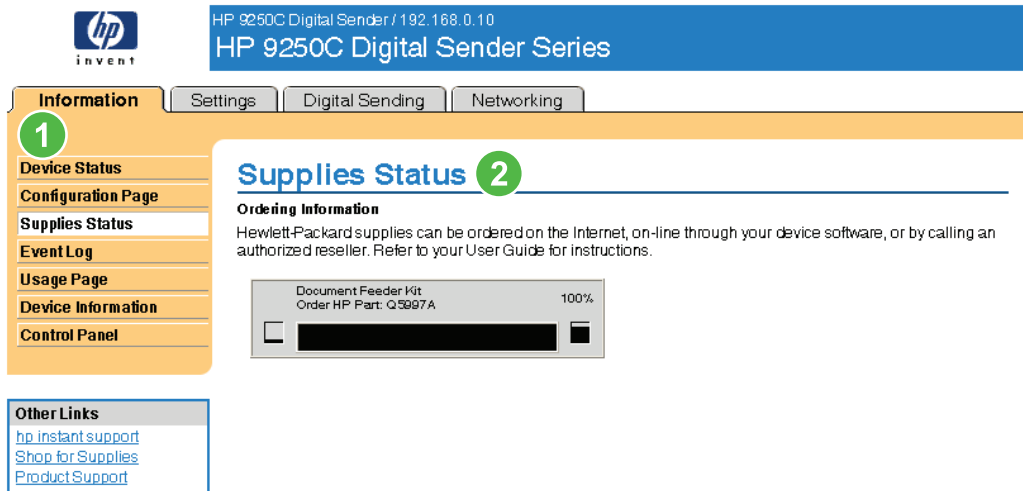 hp
invent
HP 9250C Digital Sender / 192.168.0.10
HP 9250C Digital Sender Series
Information
Settings
Digital Sending
Networking
1
Device Status
Configuration Page
Supplies Status
Event Log
Usage Page
Device Information
Control Panel
Other Links
hp instant support
Shop for Supplies
Product Support
Supplies Status 2
Ordering Information
Hewlett-Packard supplies can be ordered on the Internet, on-line through your device software, or by calling an
authorized reseller. Refer to your User Guide for instructions.
Document Feeder Kit
Order HP Part: Q5997A
100%